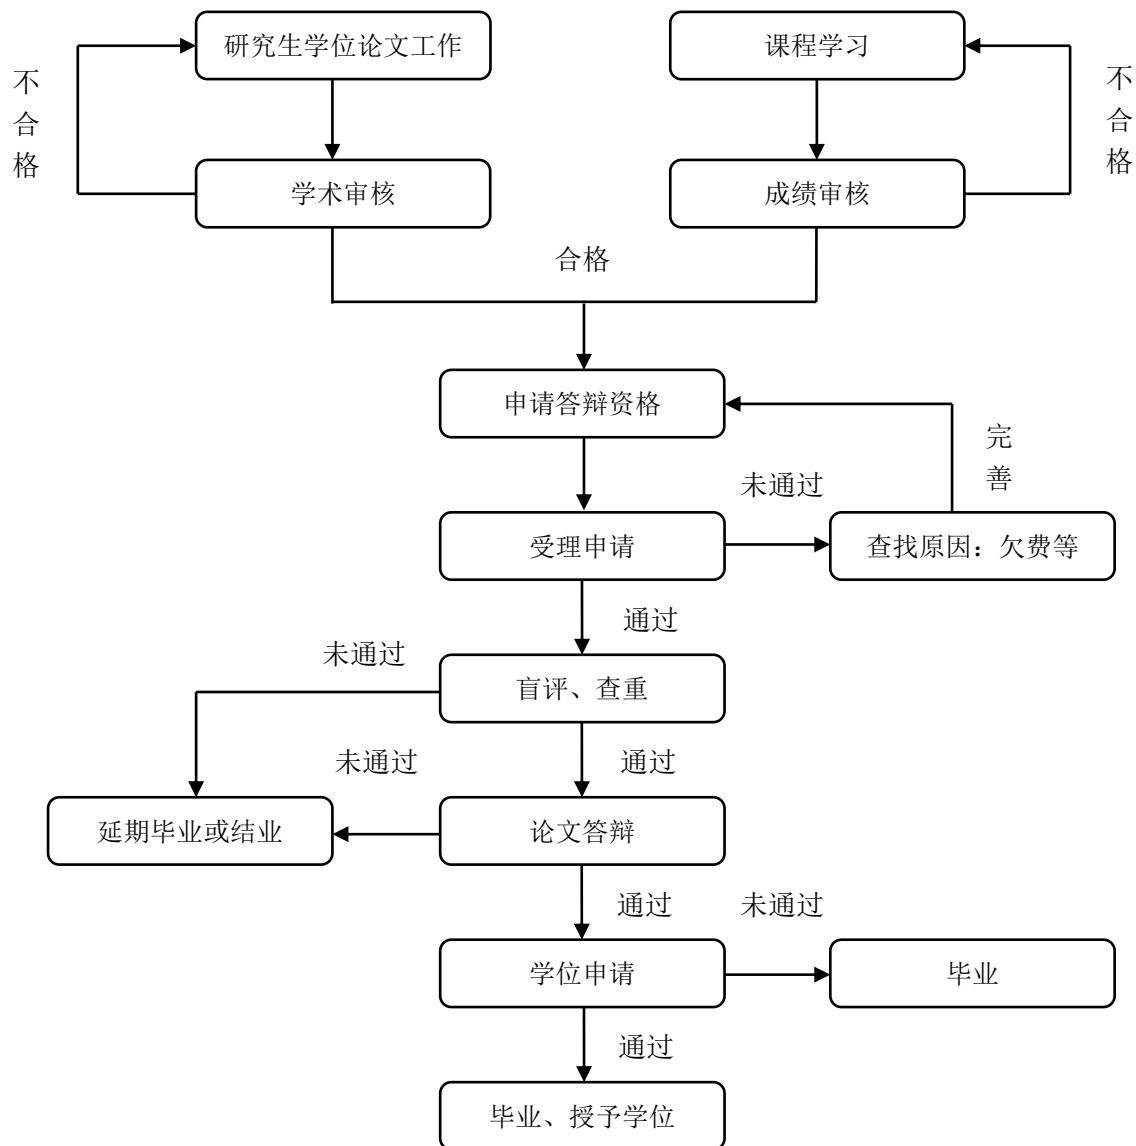 研究生学位论文工作
课程学习
不合格
不合格
学术审核
成绩审核
合格
申请答辩资格
完善
未通过
受理申请
查找原因：欠费等
通过
未通过
盲评、查重
未通过
通过
延期毕业或结业
论文答辩
通过
未通过
学位申请
毕业
通过
毕业、授予学位